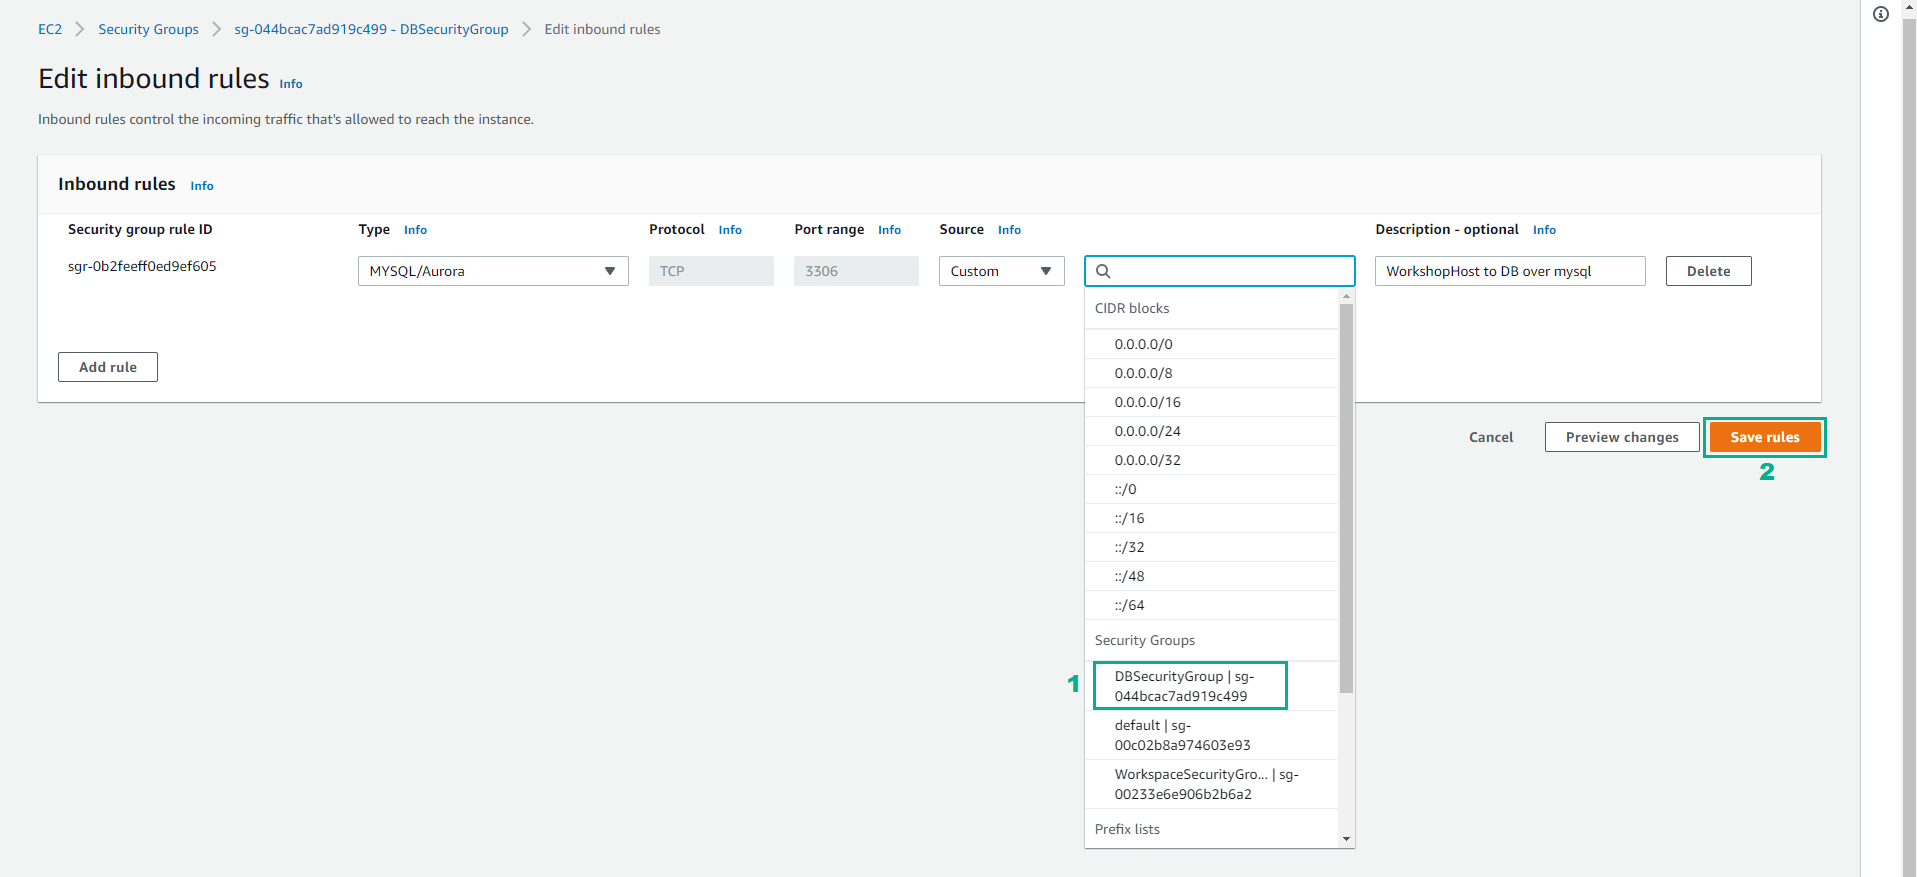 EC2 Security Groups sg-044bcac7ad919c499 - DBSecurityGroup Edit inbound rules
Edit inbound rules Info
Inbound rules control the incoming traffic that's allowed to reach the instance.
Inbound rules Info
Security group rule ID Type Info Protocol Info Port range Info Source Info Description - optional Info
sgr-0b2feeff0ed9ef605 MYSQL/Aurora TCP 3306 Custom WorkshopHost to DB over mysql Delete
CIDR blocks
0.0.0.0/0
0.0.0.0/8
0.0.0.0/16
0.0.0.0/24
0.0.0.0/32
::/0
::/16
::/32
::/48
::/64
Security Groups
1 DBSecurityGroup | sg-
044bcac7ad919c499
default | sg-
00c02b8a974603e93
WorkspaceSecurityGro... | sg-
00233e6e906b2b6a2
Prefix lists
Add rule
Cancel Preview changes Save rules
2